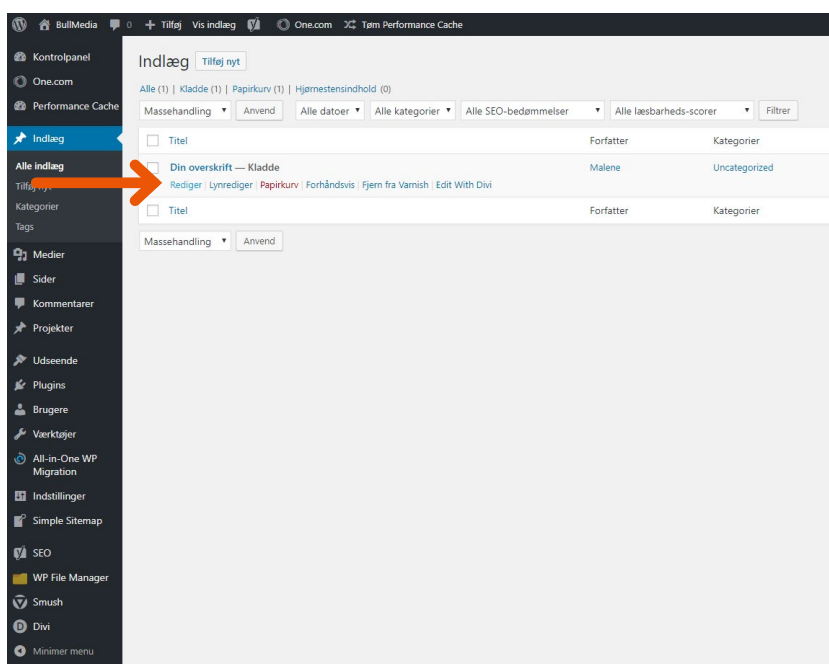 BullMedia 0 Tilføj Vis indlæg One.com Tøm Performance Cache
Kontrolpanel
One.com
Performance Cache
Indlæg
Alle indlæg
Tilføj nyt
Kategorier
Tags
Medier
Sider
Kommentarer
Projekter
Udseende
Plugins
Brugere
Værktøjer
All-in-One WP
Migration
Indstillinger
Simple Sitemap
SEO
WP File Manager
Smush
Divi
Minimer menu
Indlæg Tilføj nyt
Alle (1) | Kladde (1) | Papirkurv (1) | Hjørnestensindhold (0)
Massehandling Anvend Alle datoer Alle kategorier Alle SEO-bedømmelser Alle læsbarheds-scorer Filtrer
Titel Forfatter Kategorier
Din overskrift — Kladde Malene Uncategorized
Rediger | Lynrediger | Papirkurv | Forhåndsvis | Fjern fra Varnish | Edit With Divi
Titel Forfatter Kategorier
Massehandling Anvend